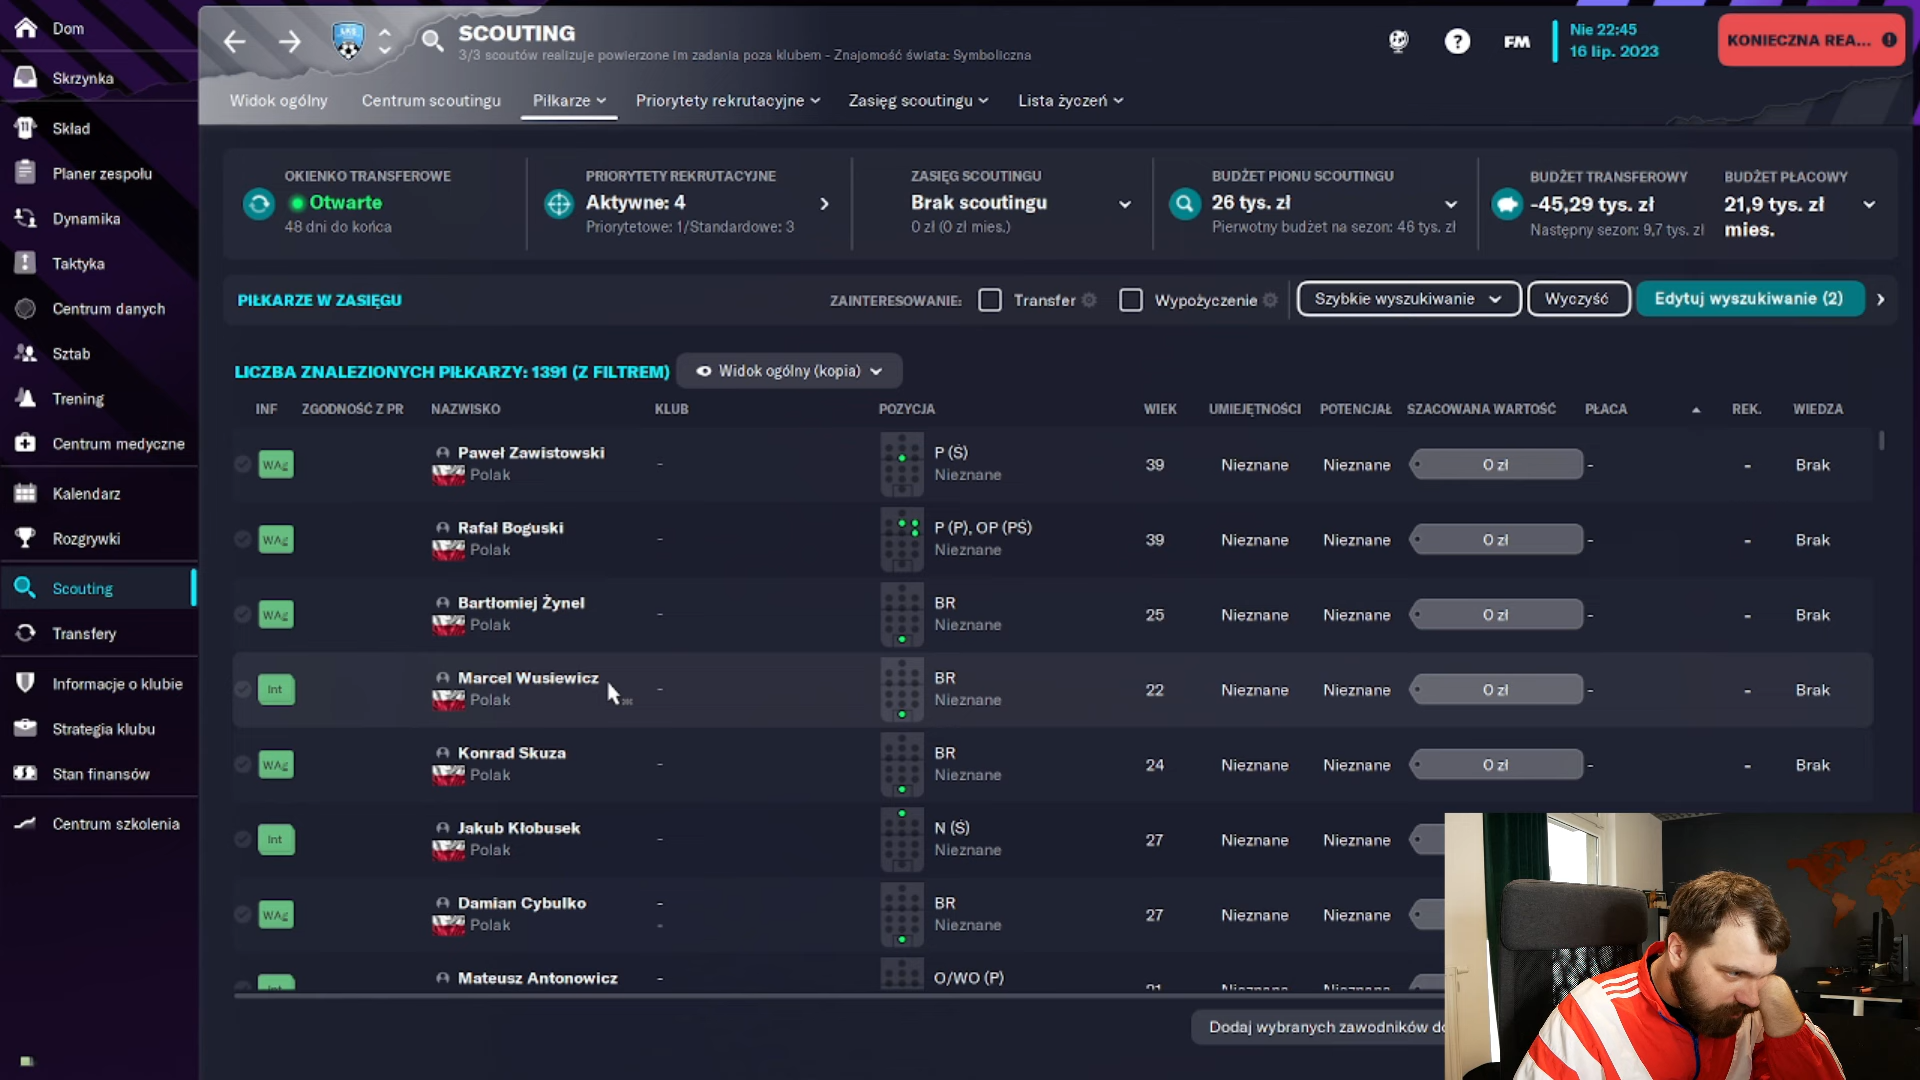 Dom
Skrzynka
Skład
Planer zespołu
Dynamika
Taktyka
Centrum danych
Sztab
Trening
Centrum medyczne
Kalendarz
Rozgrywki
Scouting
Transfery
Informacje o klubie
Strategia klubu
Stan finansów
Centrum szkolenia
SCOUTING
3/3 scoutów realizuje powierzone im zadania poza klubem - Znajomość świata: Symboliczna
FM
Nie 22:45
16 lip. 2023
KONIECZNA REA...
Widok ogólny
Centrum scoutingu
Piłkarze
Priorytety rekrutacyjne
Zasięg scoutingu
Lista życzeń
OKIENKO TRANSFEROWE
Otwarte
48 dni do końca
PRIORYTETY REKRUTACYJNE
Aktywne: 4
Priorytetowe: 1/Standardowe: 3
ZASIĘG SCOUTINGU
Brak scoutingu
0 zł (0 zł mies.)
BUDŻET PIONU SCOUTINGU
26 tys. zł
Pierwotny budżet na sezon: 46 tys. zł
BUDŻET TRANSFEROWY
-45,29 tys. zł
Następny sezon: 9,7 tys. zł
BUDŻET PŁACOWY
21,9 tys. zł
mies.
PIŁKARZE W ZASIĘGU
ZAINTERESOWANIE:
Transfer
Wypożyczenie
Szybkie wyszukiwanie
Wyczyść
Edytuj wyszukiwanie (2)
LICZBA ZNALEZIONYCH PIŁKARZY: 1391 (Z FILTREM)
Widok ogólny (kopia)
INF ZGODNOŚĆ Z PR NAZWISKO KLUB POZYCJA WIEK UMIEJĘTNOŚCI POTENCJAŁ SZACOWANA WARTOŚĆ PŁACA REK. WIEDZA
WAg Paweł Zawistowski - P (Ś) 39 Nieznane Nieznane 0 zł - - Brak
Polak Nieznane
WAg Rafał Boguski - P (P), OP (PŚ) 39 Nieznane Nieznane 0 zł - - Brak
Polak Nieznane
WAg Bartłomiej Żynel - BR 25 Nieznane Nieznane 0 zł - - Brak
Polak Nieznane
Int Marcel Wusiewicz - BR 22 Nieznane Nieznane 0 zł - - Brak
Polak Nieznane
WAg Konrad Skuza - BR 24 Nieznane Nieznane 0 zł - - Brak
Polak Nieznane
Int Jakub Kłobusek - N (Ś) 27 Nieznane Nieznane
Polak Nieznane
WAg Damian Cybulko - BR 27 Nieznane Nieznane
Polak - Nieznane
Mateusz Antonowicz - O/WO (P)
Dodaj wybranych zawodników do